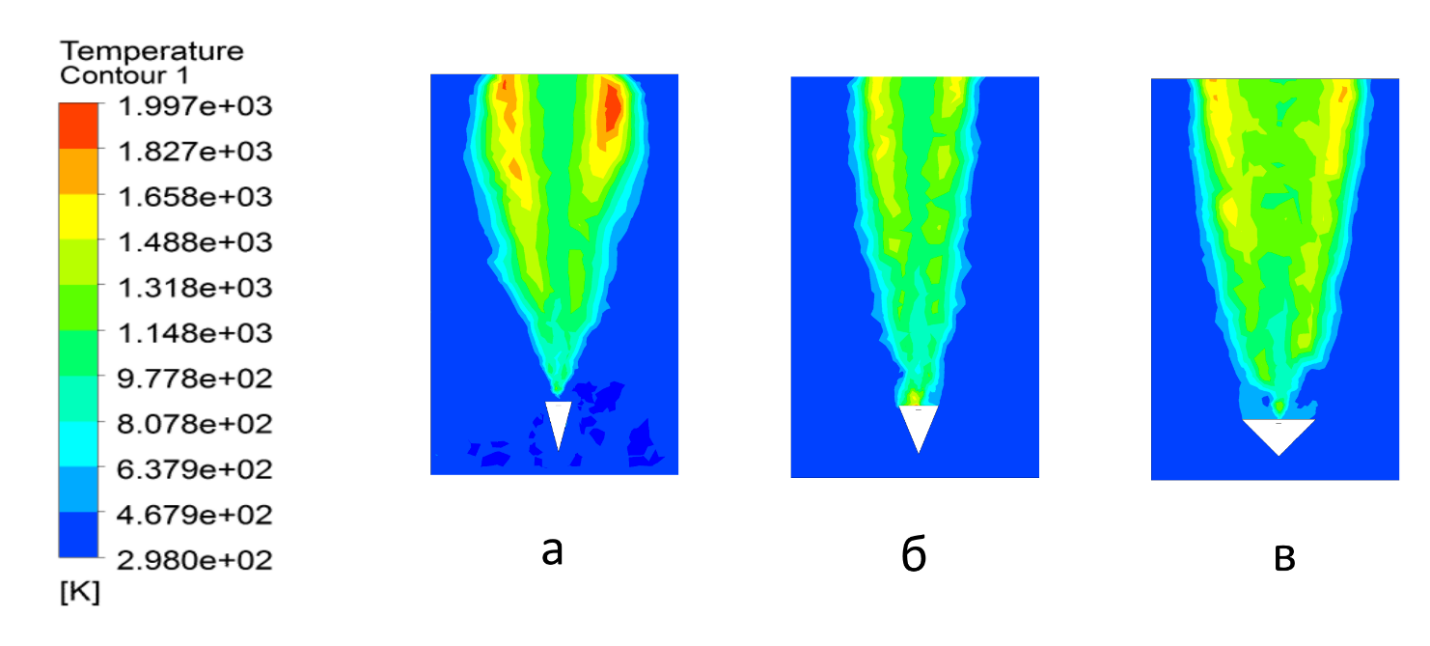 Temperature
Contour 1
1.997e+03
1.827e+03
1.658e+03
1.488e+03
1.318e+03
1.148e+03
9.778e+02
8.078e+02
6.379e+02
4.679e+02
2.980e+02
[K]
а
б
в